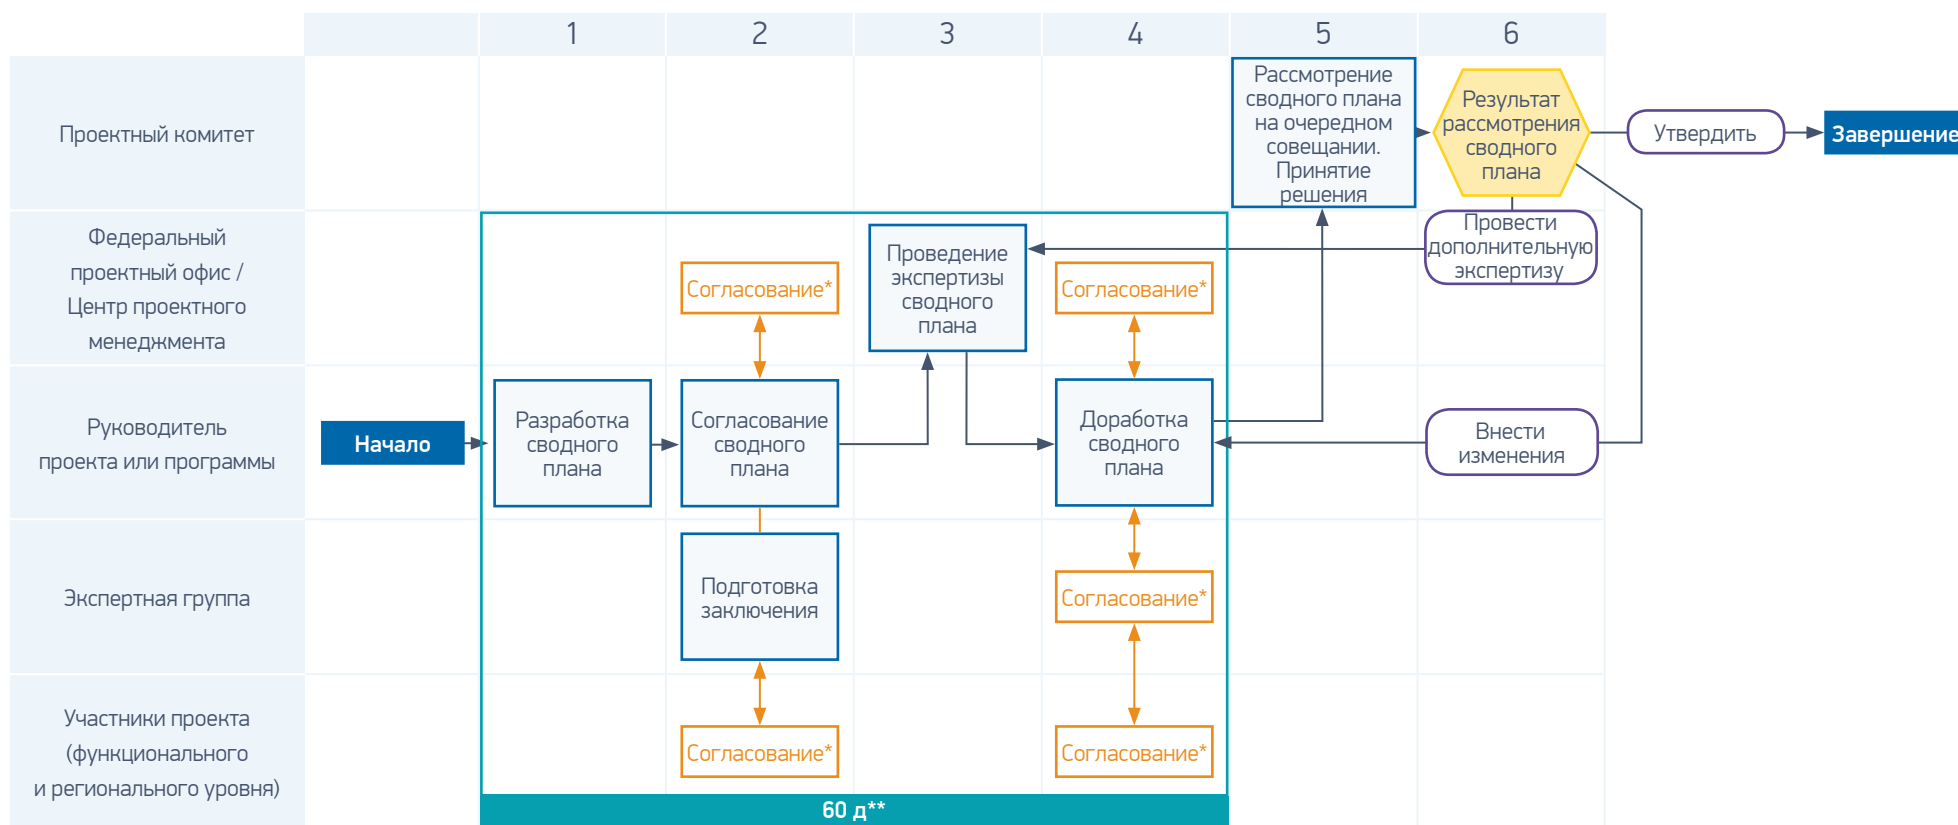 1
2
3
4
5
6
Проектный комитет
Рассмотрение
сводного плана
на очередном
совещании.
Принятие
решения
Результат
рассмотрения
сводного
плана
Утвердить
Завершение
Федеральный
проектный офис /
Центр проектного
менеджмента
Согласование*
Проведение
экспертизы
сводного
плана
Согласование*
Провести
дополнительную
экспертизу
Руководитель
проекта или программы
Начало
Разработка
сводного
плана
Согласование
сводного
плана
Доработка
сводного
плана
Внести
изменения
Экспертная группа
Подготовка
заключения
Согласование*
Участники проекта
(функционального
и регионального уровня)
Согласование*
Согласование*
60 д**